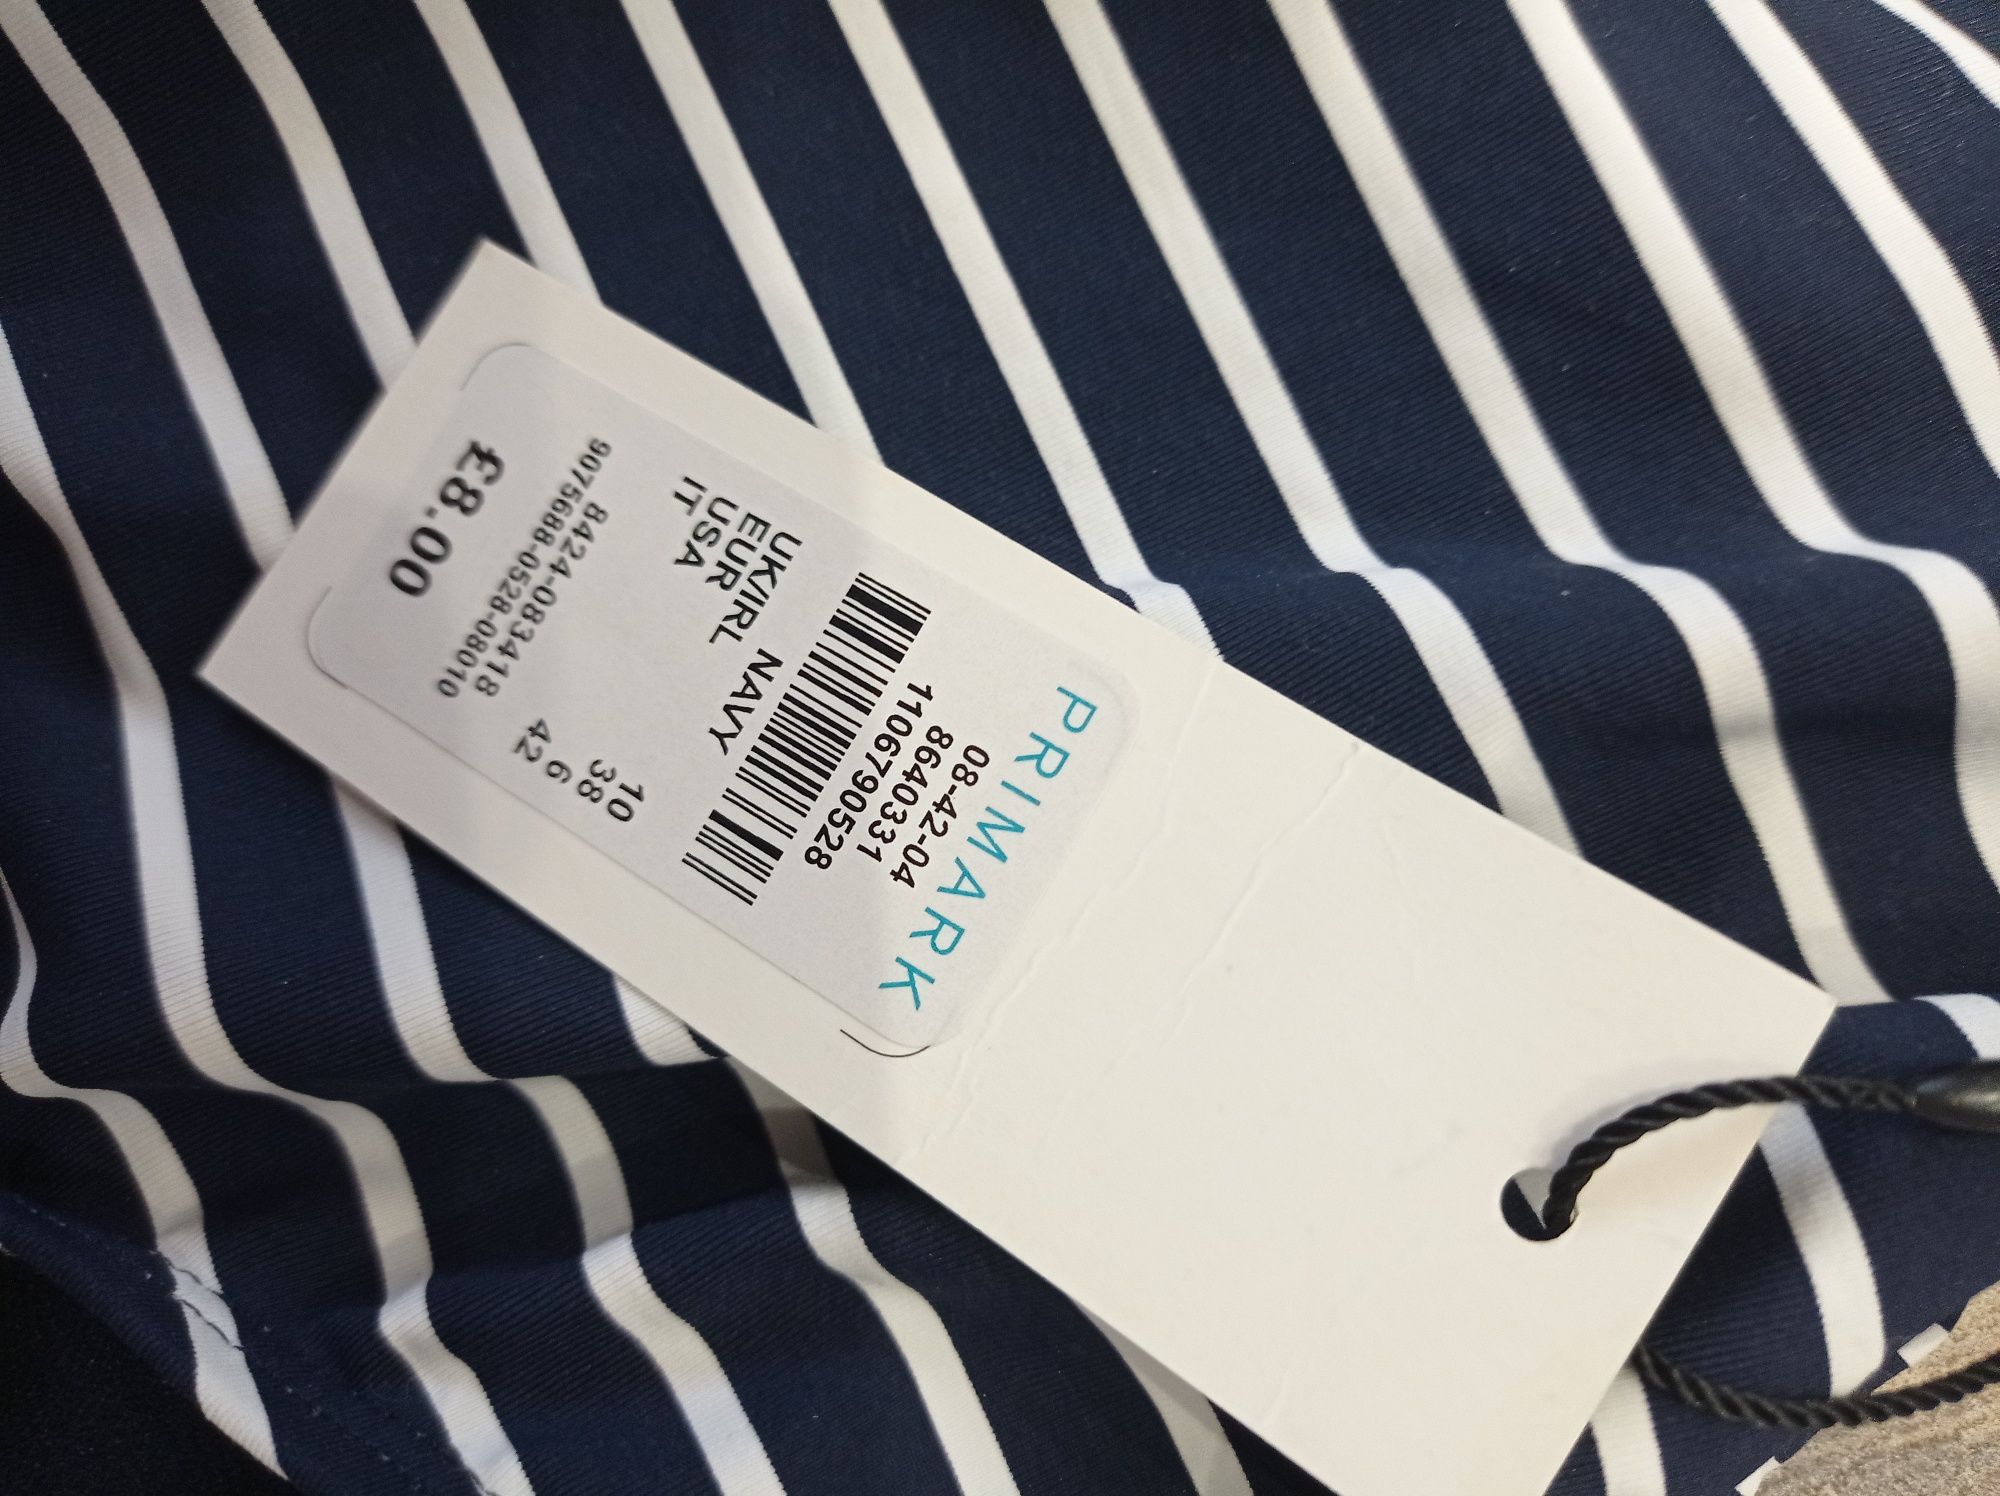 PRIMARK
08-42-04
8640331
1106790528
NAVY
UK/IRL 10
EUR 38
USA 6
IT 42
8424-083418
9075688-0528-08010
£8.00